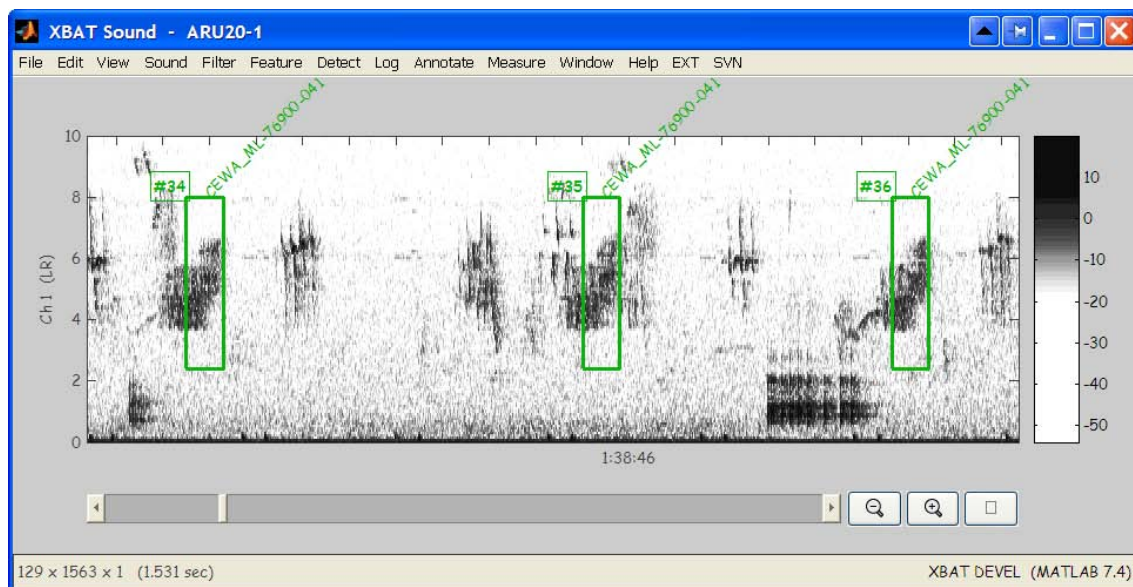 XBAT Sound - ARU20-1
File Edit View Sound Filter Feature Detect Log Annotate Measure Window Help EXT SVN
CEWA_ML-76900-041 CEWA_ML-76900-041 CEWA_ML-76900-041
#34 #35 #36
Ch 1 (LR)
10
8
6
4
2
0
10
0
-10
-20
-30
-40
-50
1:38:46
129 x 1563 x 1 (1.531 sec) XBAT DEVEL (MATLAB 7.4)